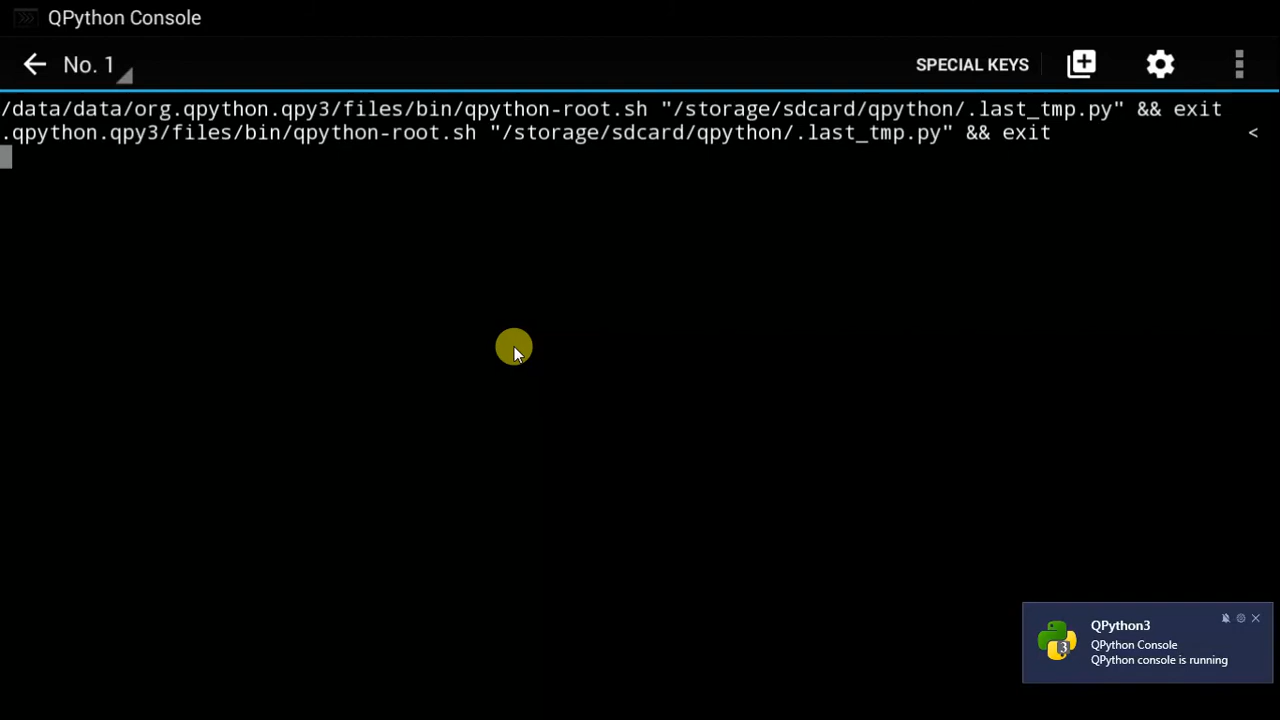 QPython Console
No. 1
SPECIAL KEYS
/data/data/org.qpython.qpy3/files/bin/qpython-root.sh "/storage/sdcard/qpython/.last_tmp.py" && exit
.qpython.qpy3/files/bin/qpython-root.sh "/storage/sdcard/qpython/.last_tmp.py" && exit <
QPython3
QPython Console
QPython console is running
3